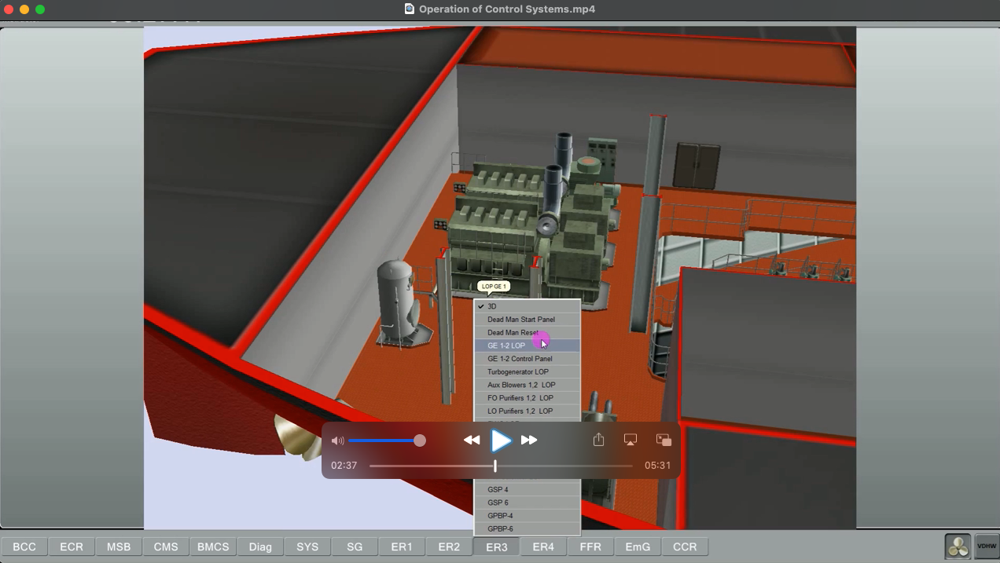 Operation of Control Systems.mp4
LOP GE 1
3D
Dead Man Start Panel
Dead Man Reset
GE 1-2 LOP
GE 1-2 Control Panel
Turbogenerator LOP
Aux Blowers 1,2 LOP
FO Purifiers 1,2 LOP
LO Purifiers 1,2 LOP
02:37
05:31
GSP 4
GSP 6
GPBP-4
GPBP-6
BCC ECR MSB CMS BMCS Diag SYS SG ER1 ER2 ER3 ER4 FFR EmG CCR VDHW